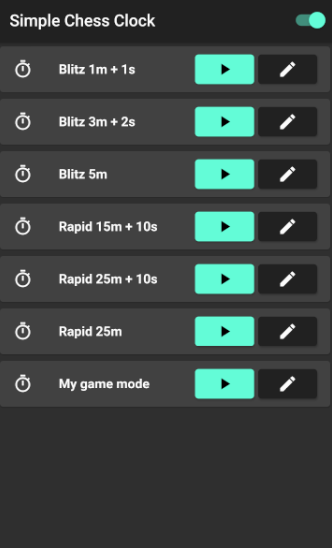 Simple Chess Clock
Blitz 1m + 1s
Blitz 3m + 2s
Blitz 5m
Rapid 15m + 10s
Rapid 25m + 10s
Rapid 25m
My game mode